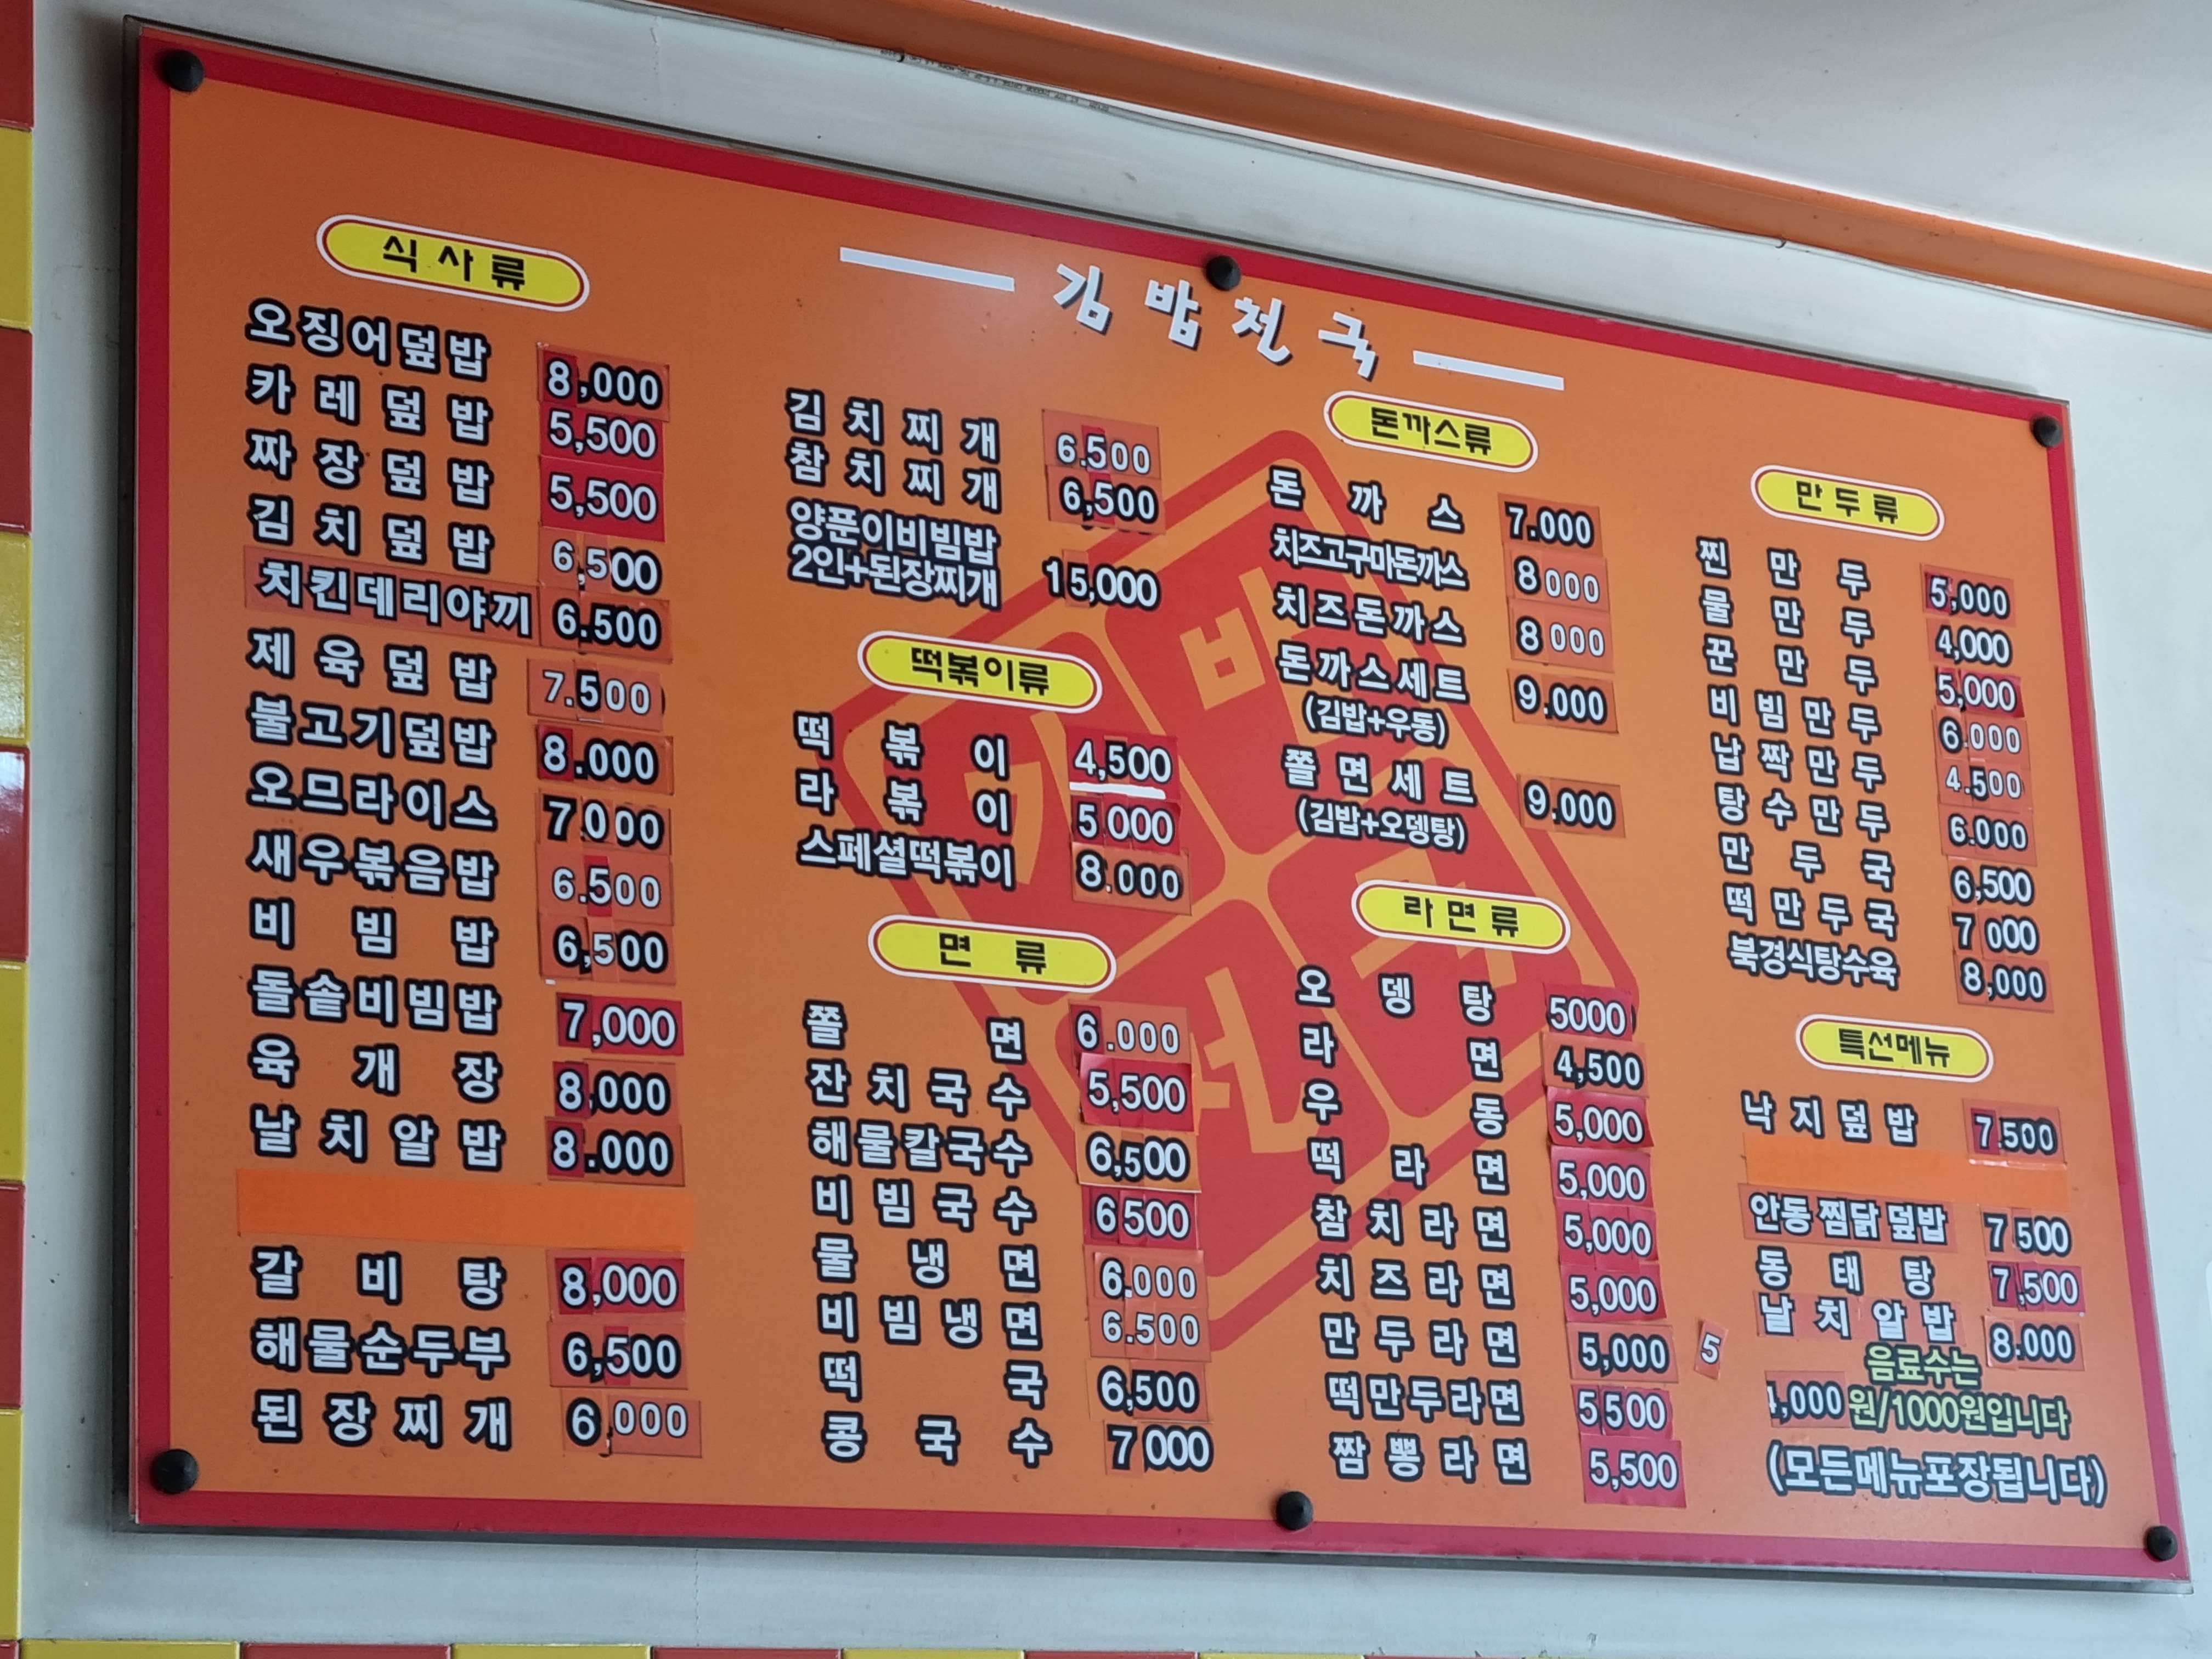 김밥천국
식사류
오징어덮밥 8,000
카레덮밥 5,500
짜장덮밥 5,500
김치덮밥 6,500
치킨데리야끼 6.500
제육덮밥 7.500
불고기덮밥 8.000
오므라이스 7.000
새우볶음밥 6.500
비빔밥 6,500
돌솥비빔밥 7,000
육개장 8,000
날치알밥 8.000
갈비탕 8,000
해물순두부 6,500
된장찌개 6,000
김치찌개 6.500
참치찌개 6,500
양푼이비빔밥
2인+된장찌개 15,000
떡볶이류
떡볶이 4,500
라볶이 5.000
스페셜떡볶이 8.000
면류
쫄면 6.000
잔치국수 5,500
해물칼국수 6,500
비빔국수 6500
물냉면 6.000
비빔냉면 6.500
떡국 6,500
콩국수 7000
돈까스류
돈까스 7.000
치즈고구마돈까스 8000
치즈돈까스 8000
돈까스세트 9.000
(김밥+우동)
쫄면세트 9.000
(김밥+오뎅탕)
라면류
오뎅탕 5000
라면 4,500
우동 5,000
떡라면 5,000
참치라면 5,000
치즈라면 5,000
만두라면 5,000
떡만두라면 5500
짬뽕라면 5,500
5
만두류
찐만두 5,000
물만두 4,000
꾼만두 5,000
비빔만두 6.000
납짝만두 4.500
탕수만두 6.000
만두국 6,500
떡만두국 7000
북경식탕수육 8,000
특선메뉴
낙지덮밥 7.500
안동찜닭덮밥 7500
동태탕 7,500
날치알밥 8.000
음료수는
,000원/1000원입니다
(모든메뉴포장됩니다)